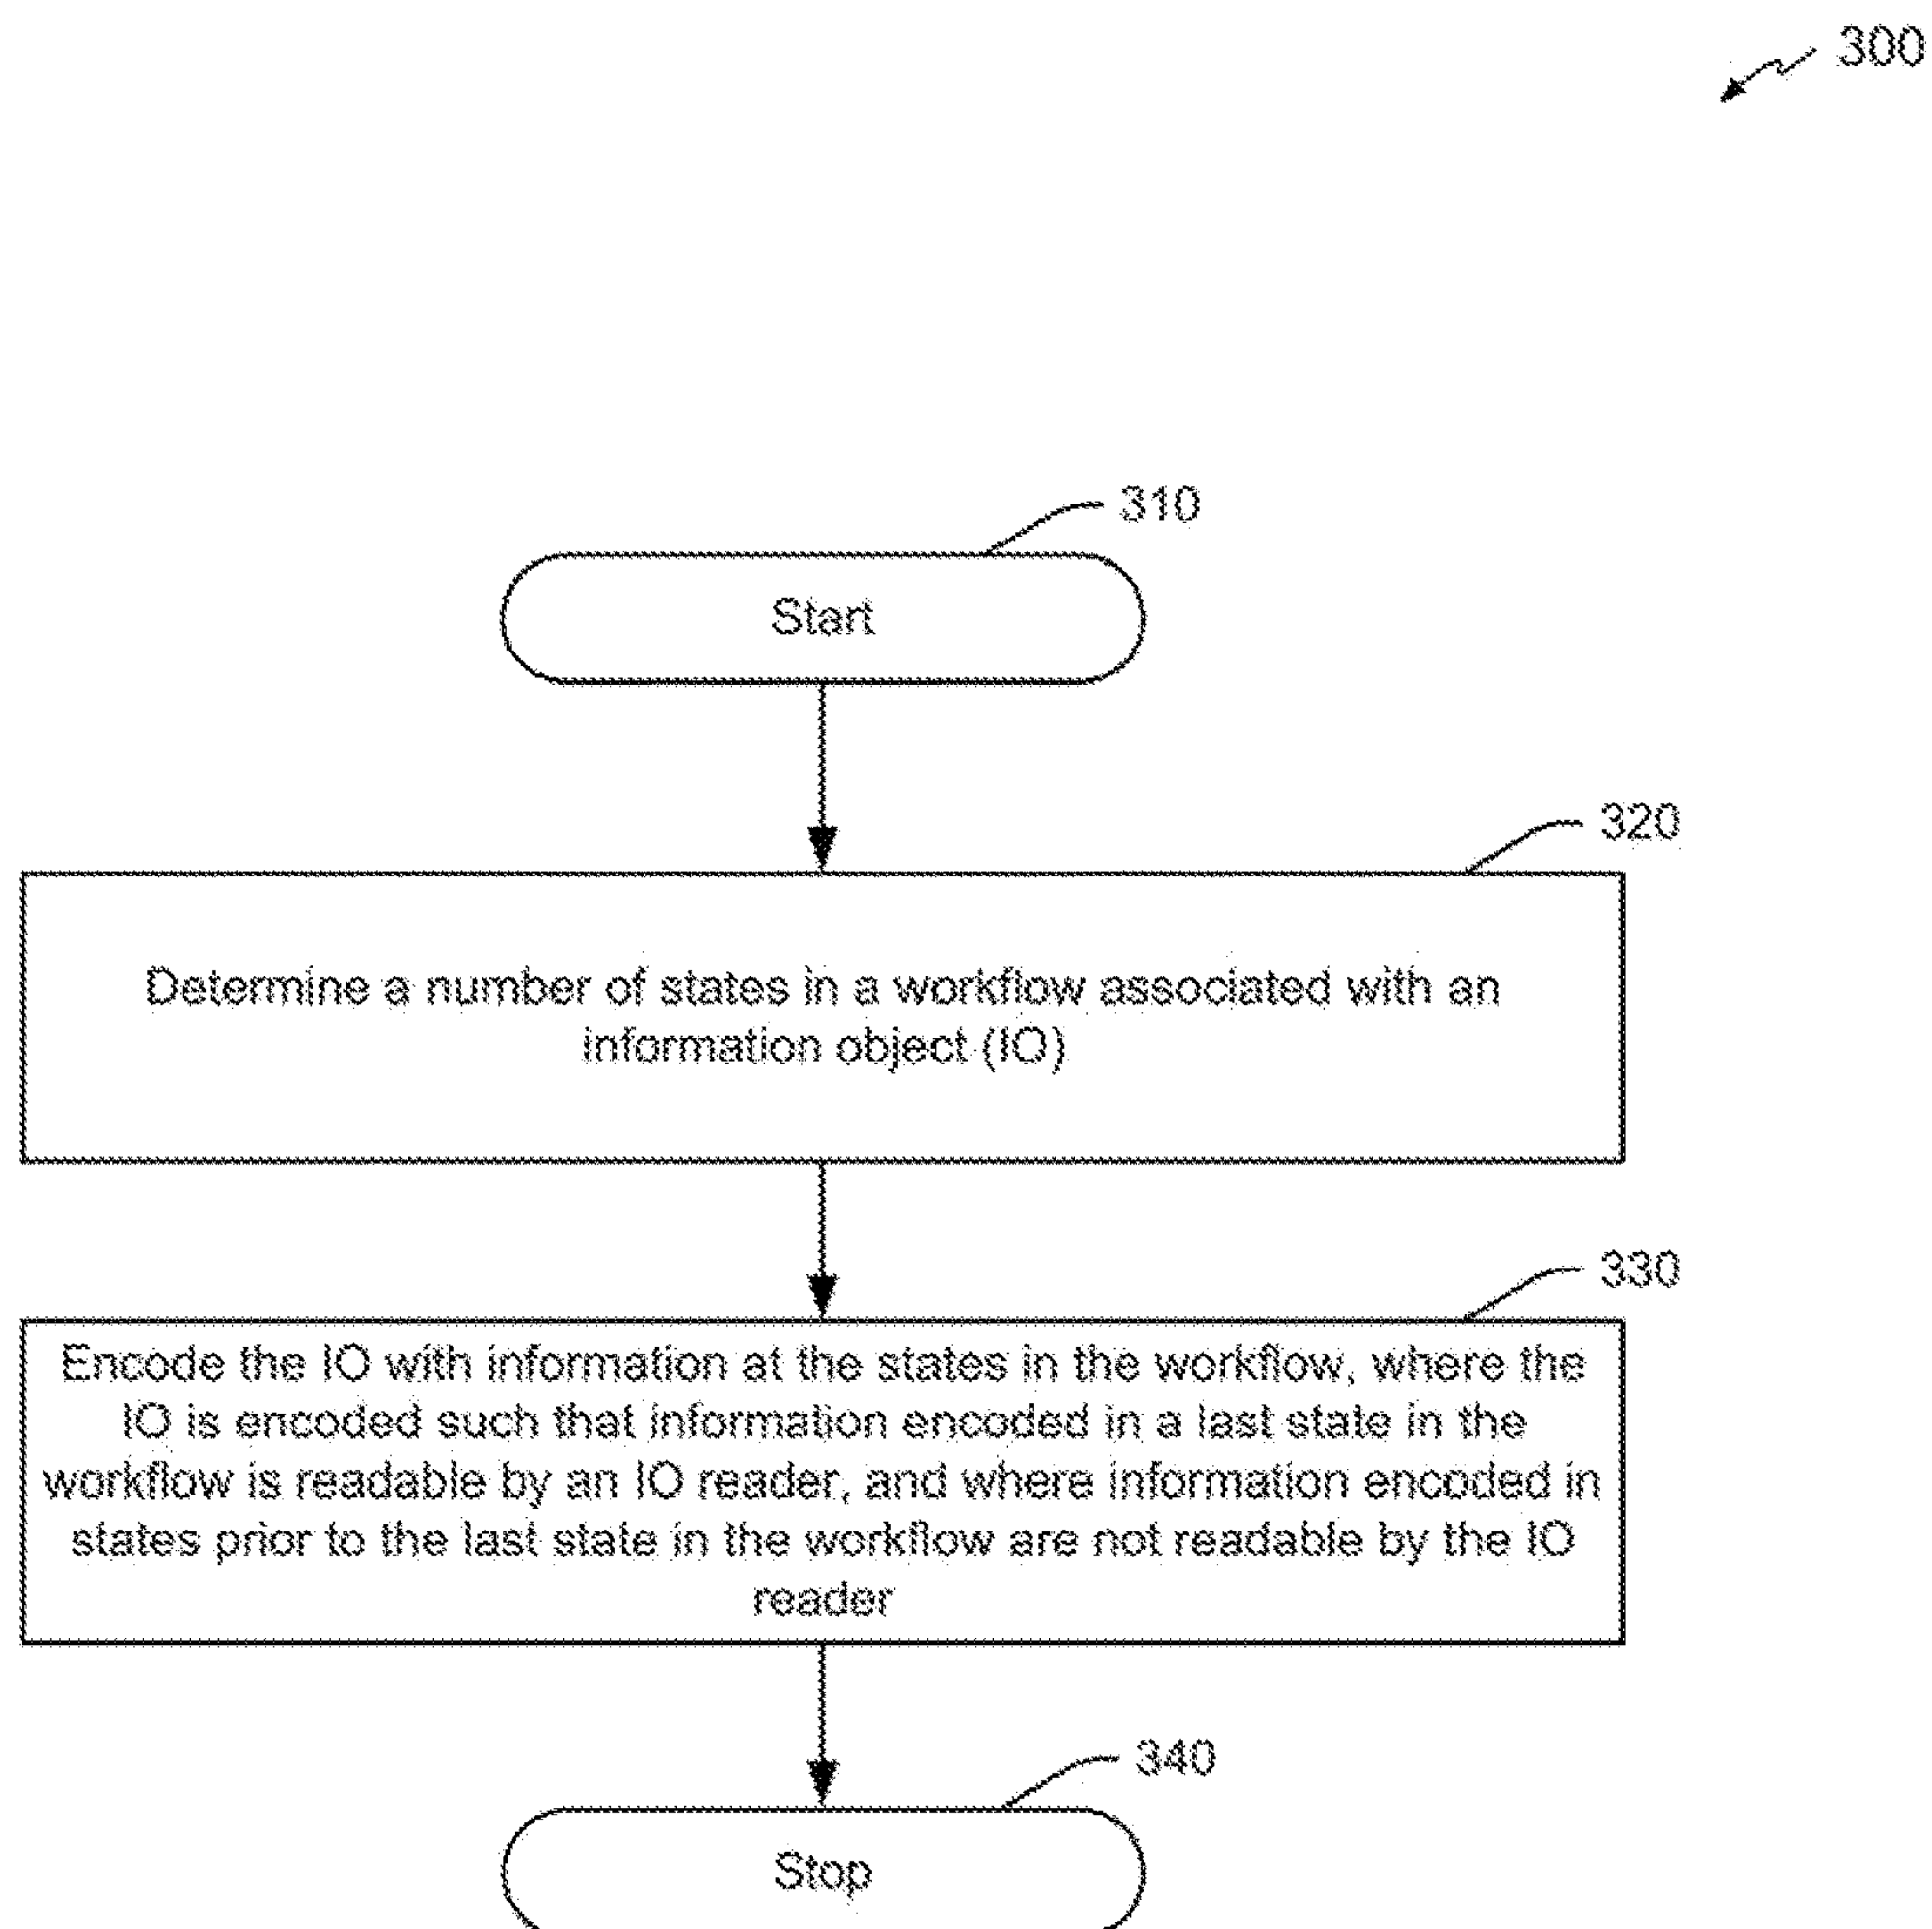 300
310
Start
320
Determine a number of states in a workflow associated with an
information object (IO)
330
Encode the IO with information at the states in the workflow, where the
IO is encoded such that information encoded in a last state in the
workflow is readable by an IO reader, and where information encoded in
states prior to the last state in the workflow are not readable by the IO
reader
340
Stop